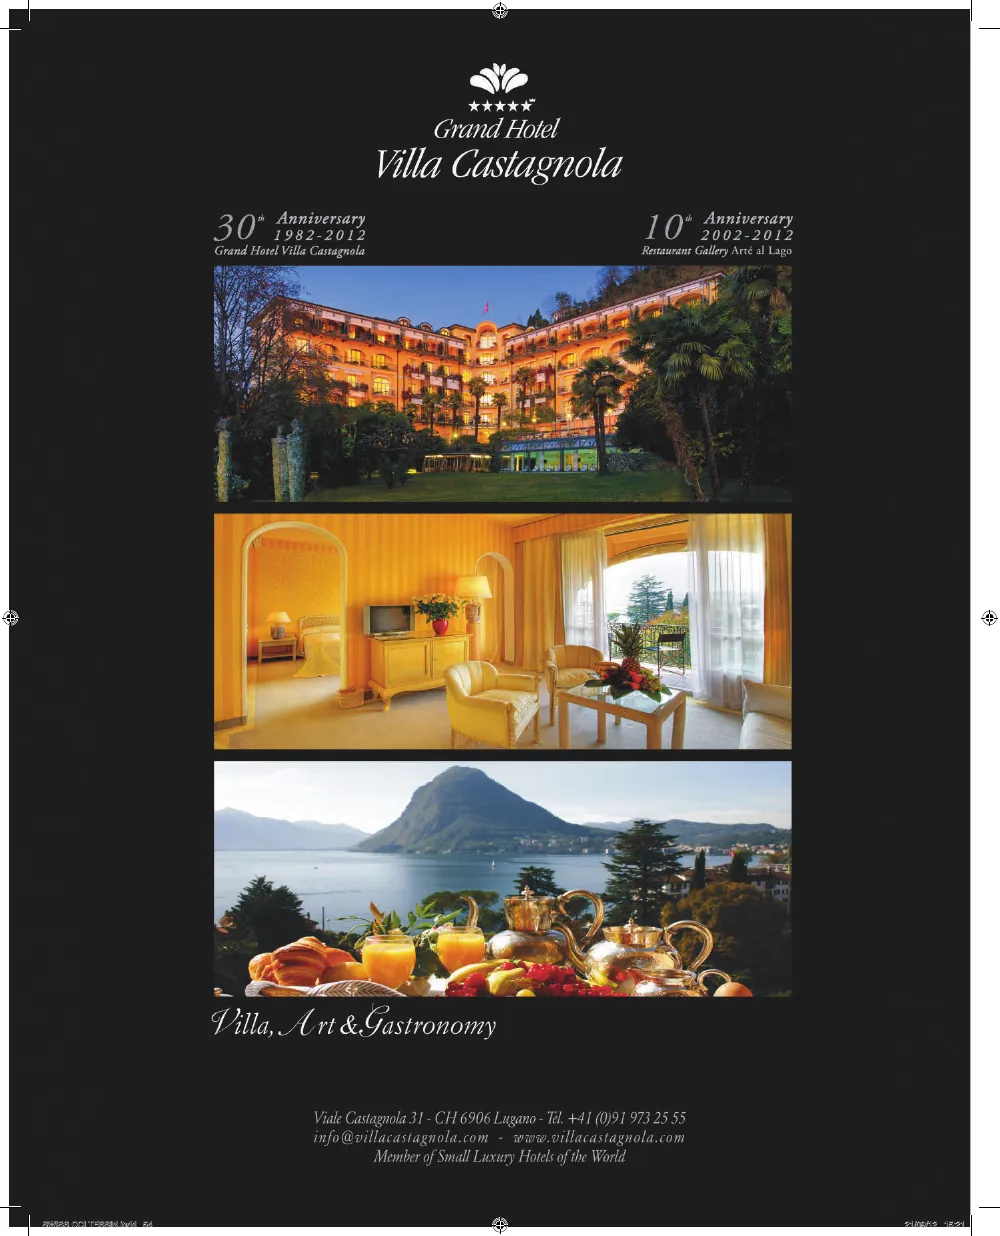 Grand Hotel
Villa Castagnola
30th Anniversary
1982-2012
Grand Hotel Villa Castagnola
10th Anniversary
2002-2012
Restaurant Gallery Arté al Lago
Villa, Art & Gastronomy
Viale Castagnola 31 - CH 6906 Lugano - Tel. +41 (0)91 973 25 55
info@villacastagnola.com - www.villacastagnola.com
Member of Small Luxury Hotels of the World